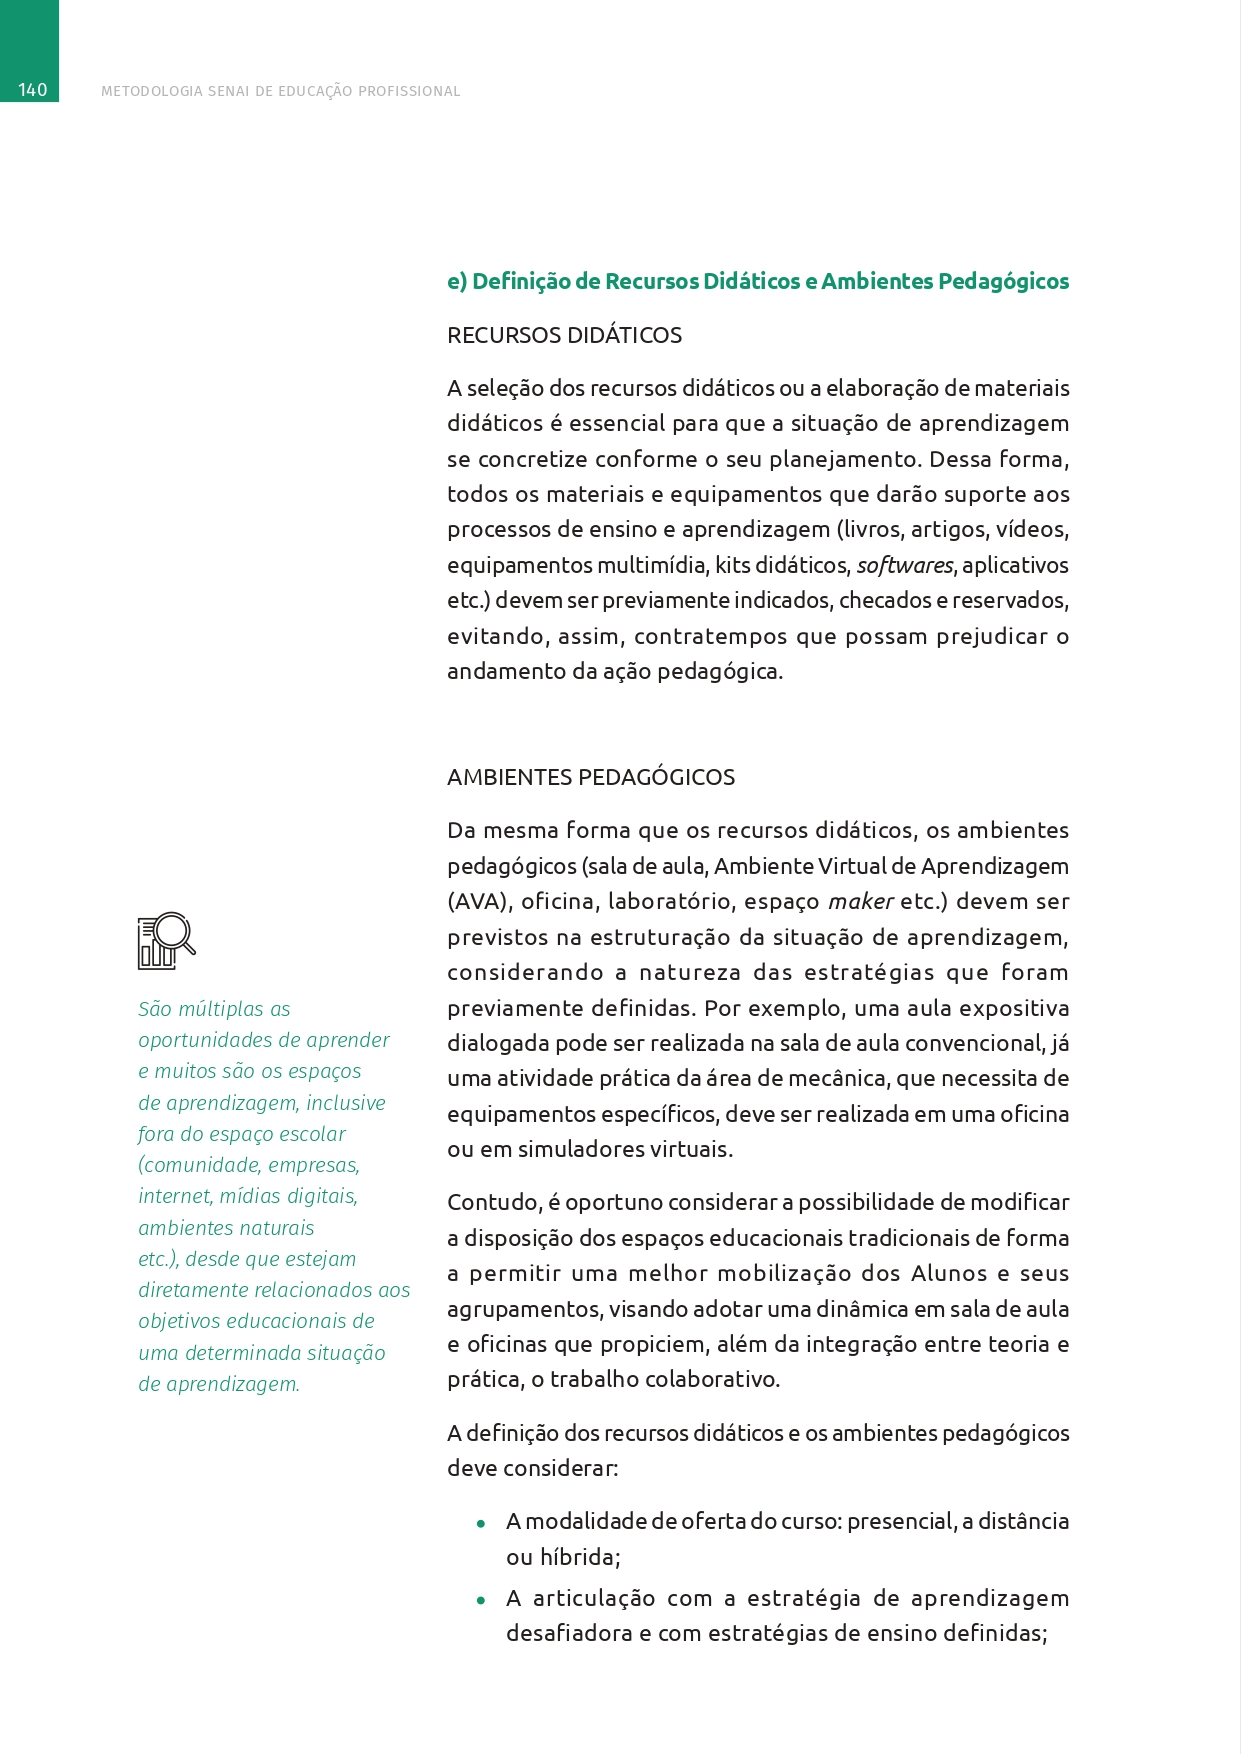 140
METODOLOGIA SENAI DE EDUCAÇÃO PROFISSIONAL
e) Definição de Recursos Didáticos e Ambientes Pedagógicos
RECURSOS DIDÁTICOS
A seleção dos recursos didáticos ou a elaboração de materiais
didáticos é essencial para que a situação de aprendizagem
se concretize conforme o seu planejamento. Dessa forma,
todos os materiais e equipamentos que darão suporte aos
processos de ensino e aprendizagem (livros, artigos, vídeos,
equipamentos multimídia, kits didáticos, softwares, aplicativos
etc.) devem ser previamente indicados, checados e reservados,
evitando, assim, contratempos que possam prejudicar o
andamento da ação pedagógica.
AMBIENTES PEDAGÓGICOS
Da mesma forma que os recursos didáticos, os ambientes
pedagógicos (sala de aula, Ambiente Virtual de Aprendizagem
(AVA), oficina, laboratório, espaço maker etc.) devem ser
previstos na estruturação da situação de aprendizagem,
considerando a natureza das estratégias que foram
previamente definidas. Por exemplo, uma aula expositiva
dialogada pode ser realizada na sala de aula convencional, já
uma atividade prática da área de mecânica, que necessita de
equipamentos específicos, deve ser realizada em uma oficina
ou em simuladores virtuais.
São múltiplas as
oportunidades de aprender
e muitos são os espaços
de aprendizagem, inclusive
fora do espaço escolar
(comunidade, empresas,
internet, mídias digitais,
ambientes naturais
etc.), desde que estejam
diretamente relacionados aos
objetivos educacionais de
uma determinada situação
de aprendizagem.
Contudo, é oportuno considerar a possibilidade de modificar
a disposição dos espaços educacionais tradicionais de forma
a permitir uma melhor mobilização dos Alunos e seus
agrupamentos, visando adotar uma dinâmica em sala de aula
e oficinas que propiciem, além da integração entre teoria e
prática, o trabalho colaborativo.
A definição dos recursos didáticos e os ambientes pedagógicos
deve considerar:
• A modalidade de oferta do curso: presencial, a distância
ou híbrida;
• A articulação com a estratégia de aprendizagem
desafiadora e com estratégias de ensino definidas;